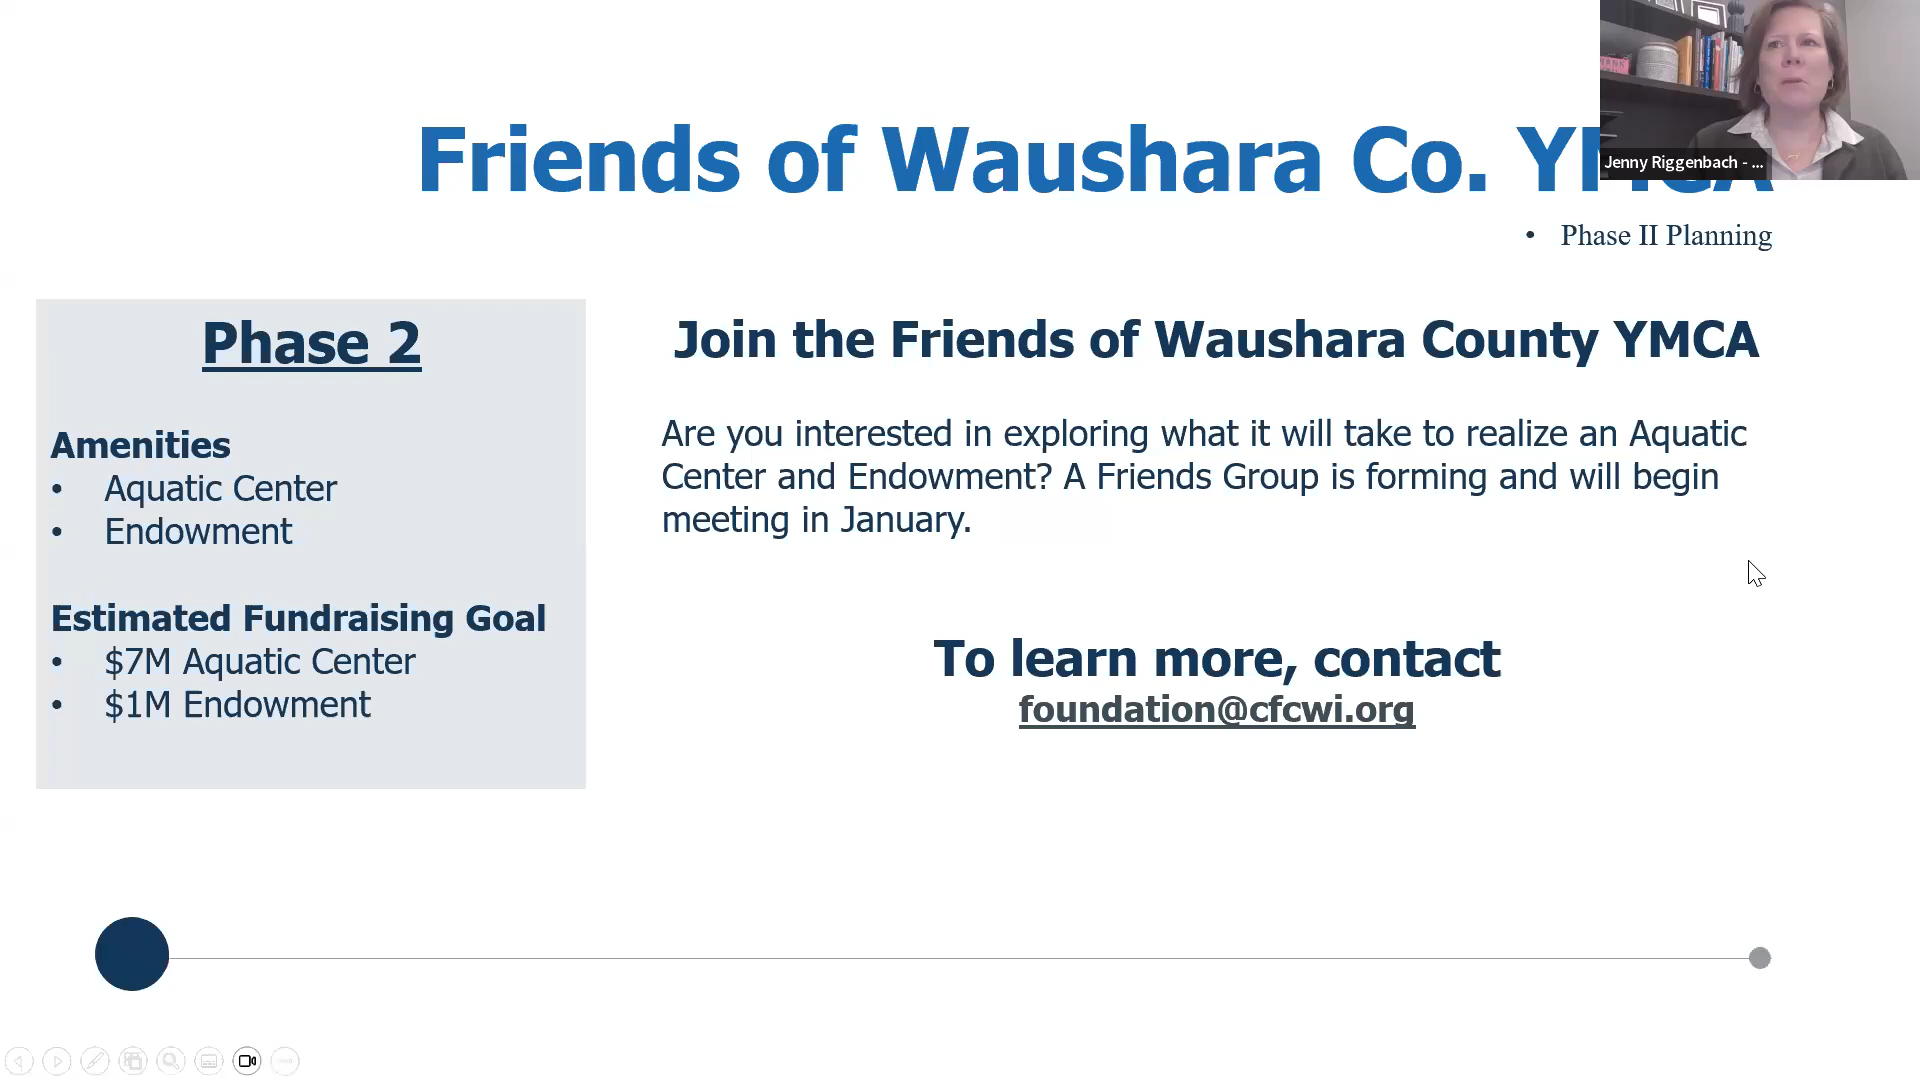 Friends of Waushara Co. YMCA
Jenny Riggenbach - ...
• Phase II Planning
Phase 2
Amenities
• Aquatic Center
• Endowment
Estimated Fundraising Goal
• $7M Aquatic Center
• $1M Endowment
Join the Friends of Waushara County YMCA
Are you interested in exploring what it will take to realize an Aquatic
Center and Endowment? A Friends Group is forming and will begin
meeting in January.
To learn more, contact
foundation@cfcwi.org